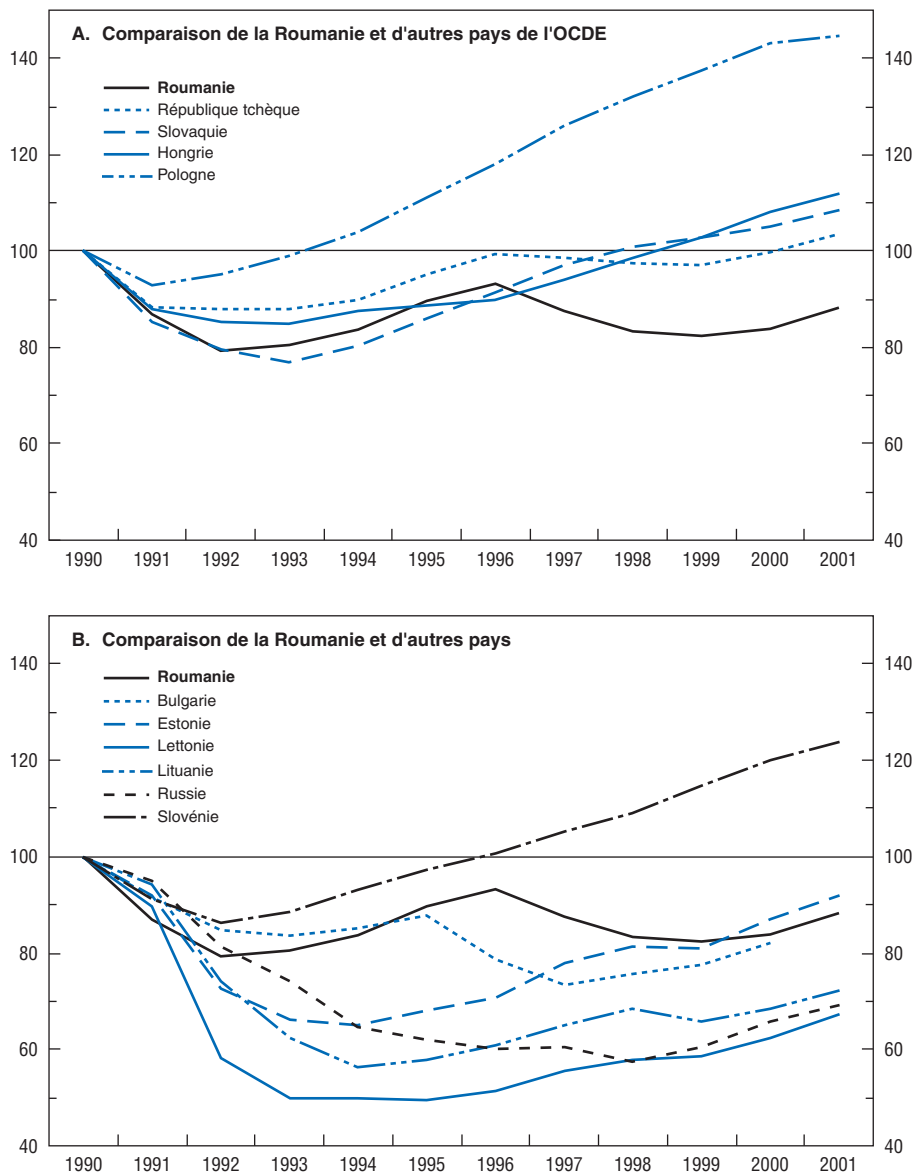 A. Comparaison de la Roumanie et d'autres pays de l'OCDE
140 140
Roumanie
République tchèque
Slovaquie
Hongrie
Pologne
120 120
100 100
80 80
60 60
40 40
1990 1991 1992 1993 1994 1995 1996 1997 1998 1999 2000 2001
B. Comparaison de la Roumanie et d'autres pays
140 140
Roumanie
Bulgarie
Estonie
Lettonie
Lituanie
Russie
Slovénie
120 120
100 100
80 80
60 60
40 40
1990 1991 1992 1993 1994 1995 1996 1997 1998 1999 2000 2001